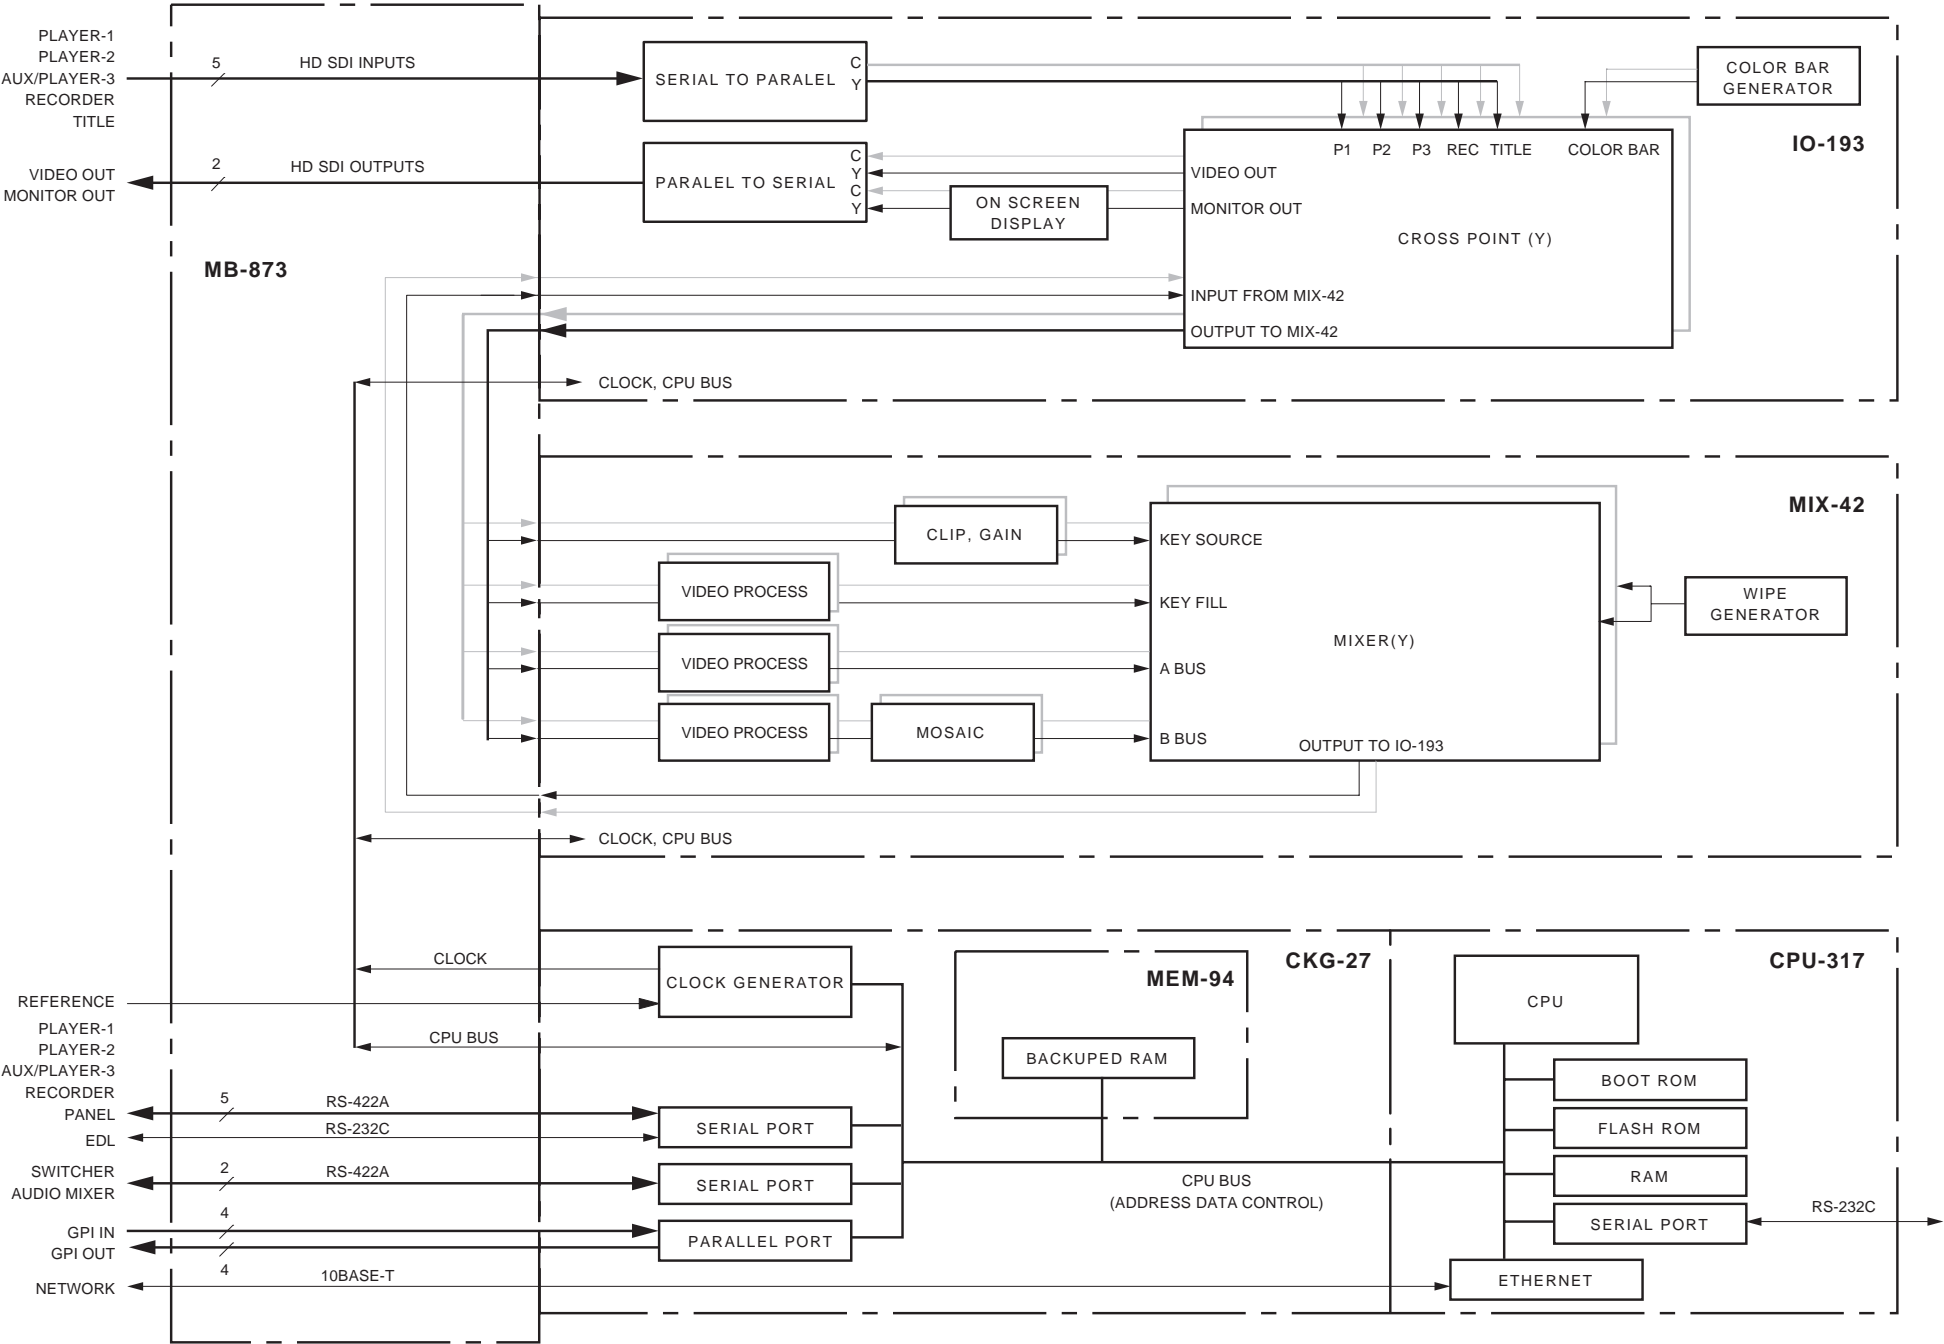 PLAYER-1
PLAYER-2
AUX/PLAYER-3
RECORDER
TITLE
5
HD SDI INPUTS
SERIAL TO PARALEL
C
Y
COLOR BAR
GENERATOR
IO-193
P1
P2
P3
REC
TITLE
COLOR BAR
VIDEO OUT
MONITOR OUT
2
HD SDI OUTPUTS
PARALEL TO SERIAL
C
Y
C
Y
ON SCREEN
DISPLAY
VIDEO OUT
MONITOR OUT
CROSS POINT (Y)
MB-873
INPUT FROM MIX-42
OUTPUT TO MIX-42
CLOCK, CPU BUS
MIX-42
CLIP, GAIN
KEY SOURCE
VIDEO PROCESS
KEY FILL
WIPE
GENERATOR
MIXER(Y)
VIDEO PROCESS
A BUS
VIDEO PROCESS
MOSAIC
B BUS
OUTPUT TO IO-193
CLOCK, CPU BUS
CLOCK
CLOCK GENERATOR
MEM-94
CKG-27
CPU-317
CPU
REFERENCE
PLAYER-1
PLAYER-2
AUX/PLAYER-3
RECORDER
PANEL
CPU BUS
BACKUPED RAM
BOOT ROM
5
RS-422A
EDL
RS-232C
SERIAL PORT
FLASH ROM
SWITCHER
AUDIO MIXER
2
RS-422A
SERIAL PORT
CPU BUS
(ADDRESS DATA CONTROL)
RAM
SERIAL PORT
RS-232C
GPI IN
GPI OUT
4
4
PARALLEL PORT
NETWORK
10BASE-T
ETHERNET